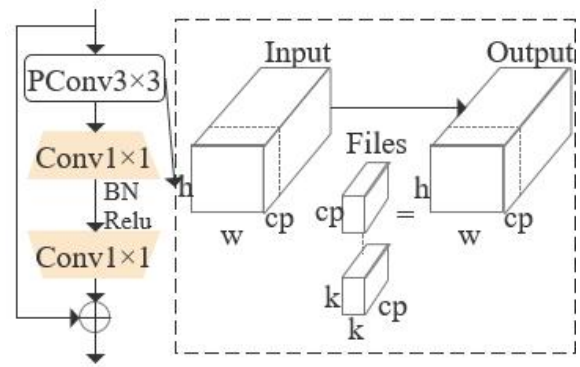 PConv3×3
Conv1×1
BN
Relu
Conv1×1
Input
Output
h
w
cp
Files
cp
=
k
k
cp
h
w
cp